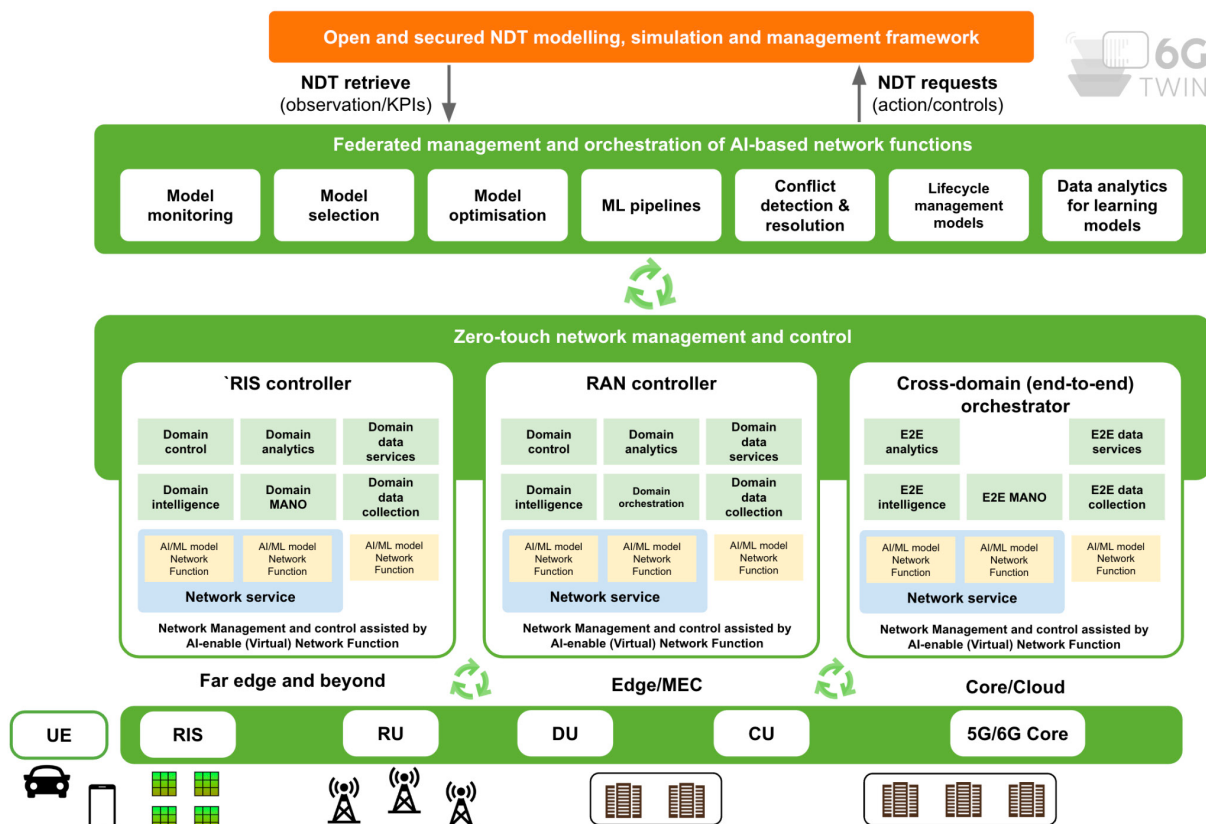 Open and secured NDT modelling, simulation and management framework
6G
TWIN
NDT retrieve
(observation/KPIs)
NDT requests
(action/controls)
Federated management and orchestration of AI-based network functions
Model
monitoring
Model
selection
Model
optimisation
ML pipelines
Conflict
detection &
resolution
Lifecycle
management
models
Data analytics
for learning
models
Zero-touch network management and control
`RIS controller
Domain
control
Domain
analytics
Domain
data
services
Domain
intelligence
Domain
MANO
Domain
data
collection
AI/ML model
Network
Function
AI/ML model
Network
Function
AI/ML model
Network
Function
Network service
Network Management and control assisted by
AI-enable (Virtual) Network Function
RAN controller
Domain
control
Domain
analytics
Domain
data
services
Domain
intelligence
Domain
orchestration
Domain
data
collection
AI/ML model
Network
Function
AI/ML model
Network
Function
AI/ML model
Network
Function
Network service
Network Management and control assisted by
AI-enable (Virtual) Network Function
Cross-domain (end-to-end)
orchestrator
E2E
analytics
E2E data
services
E2E
intelligence
E2E MANO
E2E data
collection
AI/ML model
Network
Function
AI/ML model
Network
Function
AI/ML model
Network
Function
Network service
Network Management and control assisted by
AI-enable (Virtual) Network Function
Far edge and beyond
Edge/MEC
Core/Cloud
UE
RIS
RU
DU
CU
5G/6G Core